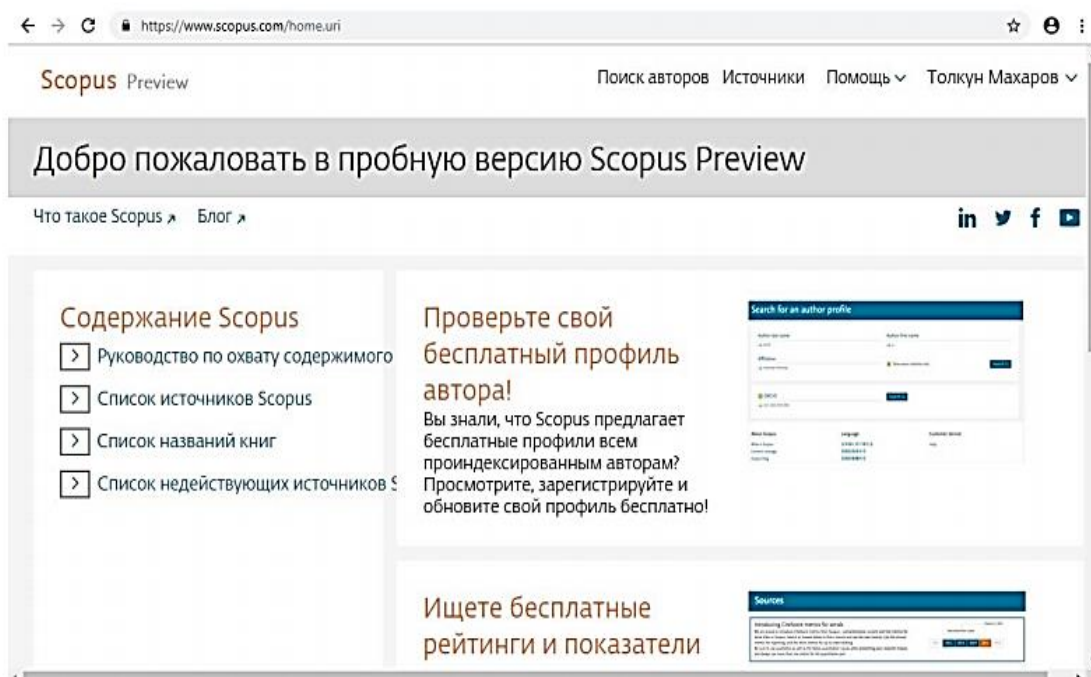 https://www.scopus.com/home.uri
Scopus Preview
Поиск авторов Источники Помощь Толкун Махаров
Добро пожаловать в пробную версию Scopus Preview
Что такое Scopus Блог
in f
Содержание Scopus
Руководство по охвату содержимого
Список источников Scopus
Список названий книг
Список недействующих источников S
Проверьте свой
бесплатный профиль
автора!
Вы знали, что Scopus предлагает
бесплатные профили всем
проиндексированным авторам?
Просмотрите, зарегистрируйте и
обновите свой профиль бесплатно!
Search for an author profile
Ищете бесплатные
рейтинги и показатели
Sources